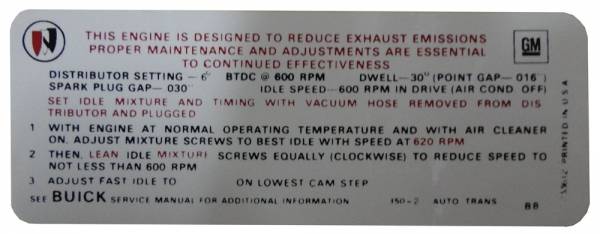 THIS ENGINE IS DESIGNED TO REDUCE EXHAUST EMISSIONS
PROPER MAINTENANCE AND ADJUSTMENTS ARE ESSENTIAL
TO CONTINUED EFFECTIVENESS
GM
DISTRIBUTOR SETTING — 6° BTDC @ 600 RPM DWELL—30° (POINT GAP—.016")
SPARK PLUG GAP—.030" IDLE SPEED—600 RPM IN DRIVE (AIR COND OFF)
SET IDLE MIXTURE AND TIMING WITH VACUUM HOSE REMOVED FROM DIS
TRIBUTOR AND PLUGGED
1 WITH ENGINE AT NORMAL OPERATING TEMPERATURE AND WITH AIR CLEANER
ON, ADJUST MIXTURE SCREWS TO BEST IDLE WITH SPEED AT 620 RPM
2 THEN, LEAN IDLE MIXTURE SCREWS EQUALLY (CLOCKWISE) TO REDUCE SPEED TO
NOT LESS THAN 600 RPM
3 ADJUST FAST IDLE TO ON LOWEST CAM STEP
SEE BUICK SERVICE MANUAL FOR ADDITIONAL INFORMATION 350-2 AUTO TRANS BB
PRINTED IN U.S.A.